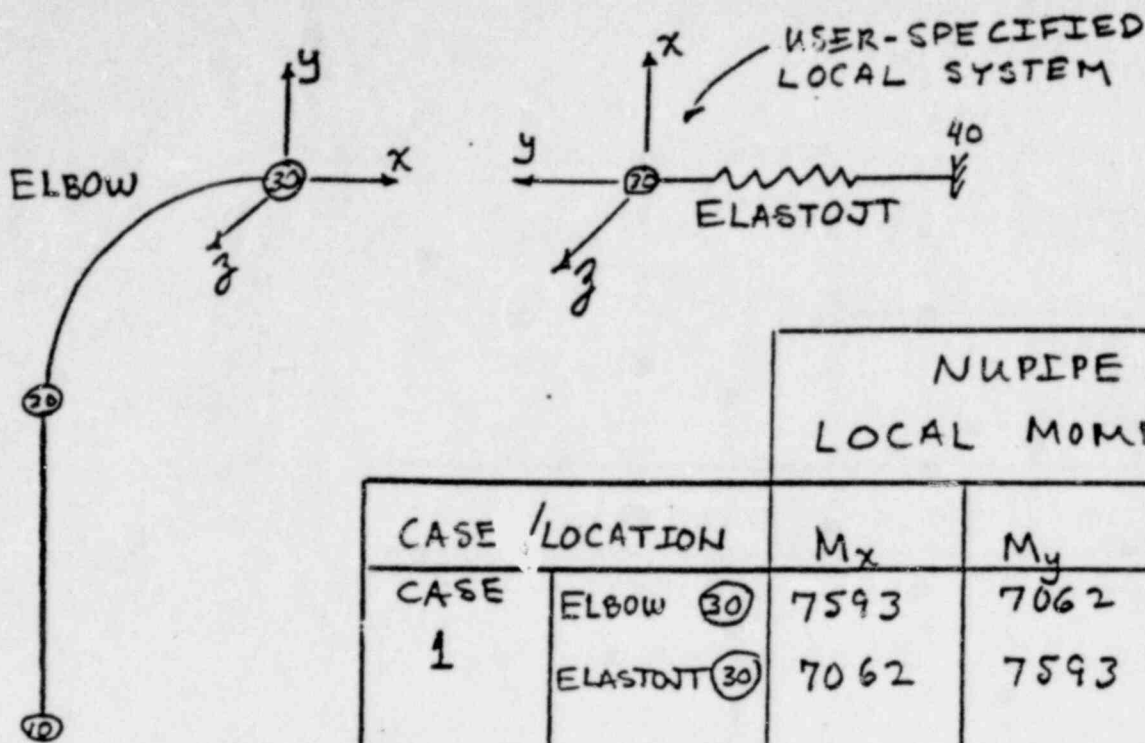 y
x
USER-SPECIFIED
LOCAL SYSTEM
ELBOW
30
x
z
y
30
40
ELASTOJT
z
20
10
NUPIPE
LOCAL MOM
CASE / LOCATION
Mx
My
CASE
1
ELBOW 30
7593
7062
ELASTOJT 30
7062
7593